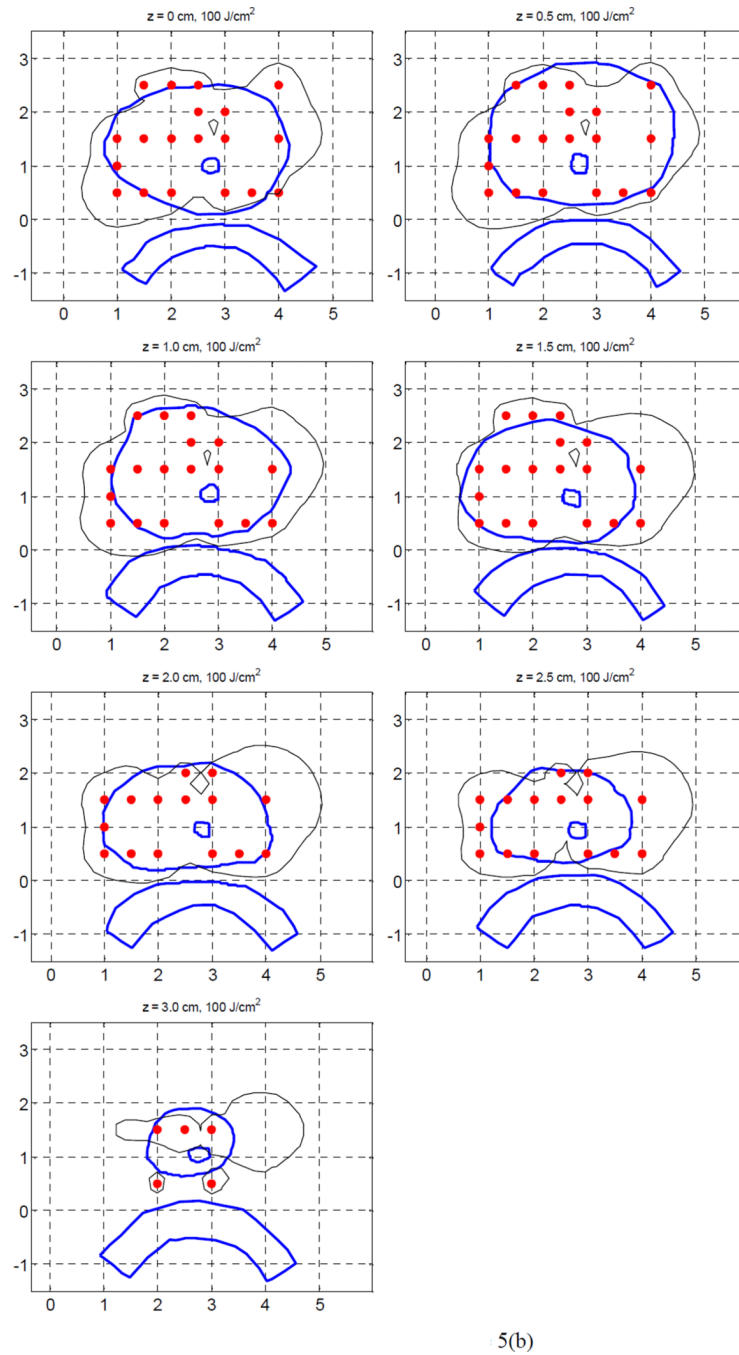 z = 0 cm, 100 J/cm²
z = 0.5 cm, 100 J/cm²
3
2
1
0
-1
0 1 2 3 4 5
3
2
1
0
-1
0 1 2 3 4 5
z = 1.0 cm, 100 J/cm²
z = 1.5 cm, 100 J/cm²
3
2
1
0
-1
0 1 2 3 4 5
3
2
1
0
-1
0 1 2 3 4 5
z = 2.0 cm, 100 J/cm²
z = 2.5 cm, 100 J/cm²
3
2
1
0
-1
0 1 2 3 4 5
3
2
1
0
-1
0 1 2 3 4 5
z = 3.0 cm, 100 J/cm²
3
2
1
0
-1
0 1 2 3 4 5
5(b)